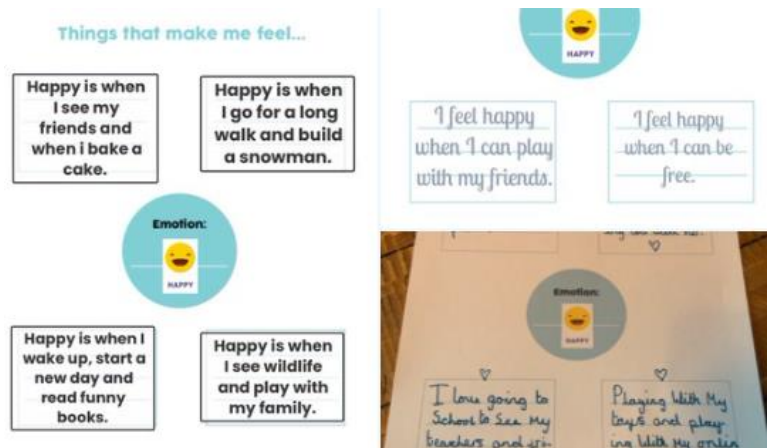 Things that make me feel...
Happy is when
I see my
friends and
when i bake a
cake.
Happy is when
I go for a long
walk and build
a snowman.
Emotion:
HAPPY
Happy is when I
wake up, start a
new day and
read funny
books.
Happy is when
I see wildlife
and play with
my family.
HAPPY
I feel happy
when I can play
with my friends.
I feel happy
when I can be
free.
Emotion:
HAPPY
I love going to
School to See My
teachers and
Playing With My
toys and play-
ing With My